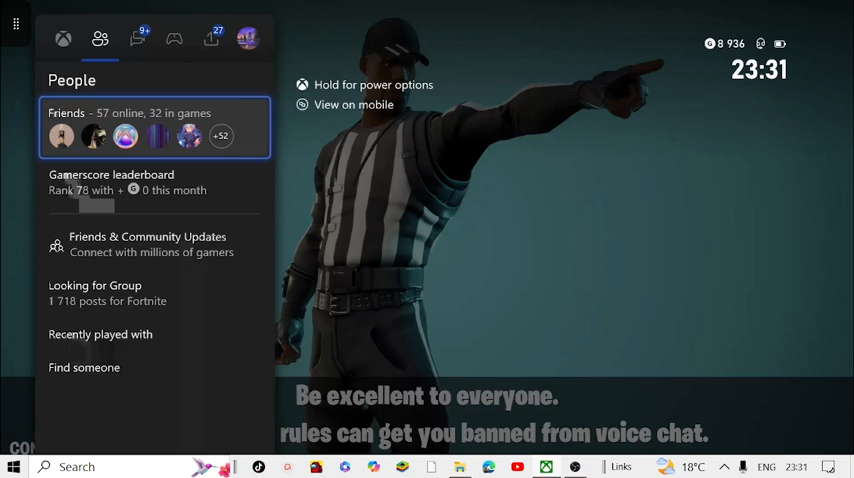 9+
27
G 8 936
23:31
People
Hold for power options
View on mobile
Friends - 57 online, 32 in games
+52
Gamerscore leaderboard
Rank 78 with + G 0 this month
Friends & Community Updates
Connect with millions of gamers
Looking for Group
1 718 posts for Fortnite
Recently played with
Find someone
Be excellent to everyone.
rules can get you banned from voice chat.
CON
Search
Links
18°C
ENG
23:31